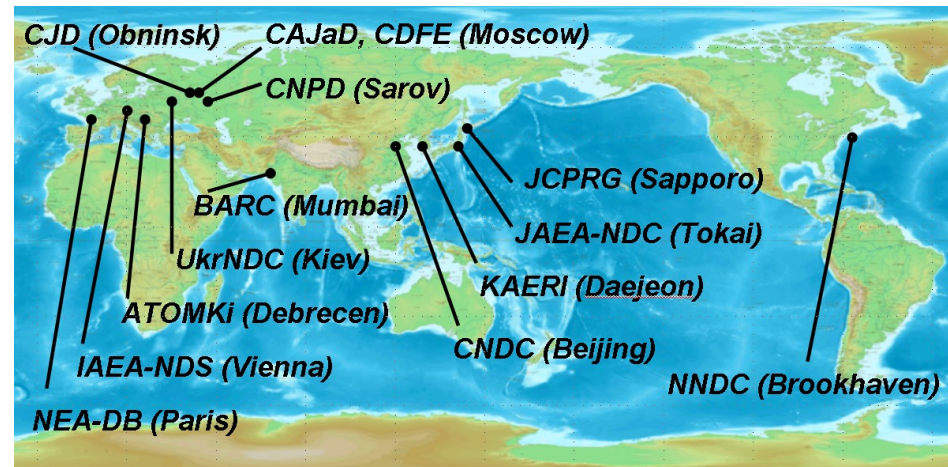 CJD (Obninsk)
CAJaD, CDFE (Moscow)
CNPD (Sarov)
JCPRG (Sapporo)
BARC (Mumbai)
JAEA-NDC (Tokai)
UkrNDC (Kiev)
KAERI (Daejeon)
ATOMKi (Debrecen)
CNDC (Beijing)
IAEA-NDS (Vienna)
NNDC (Brookhaven)
NEA-DB (Paris)